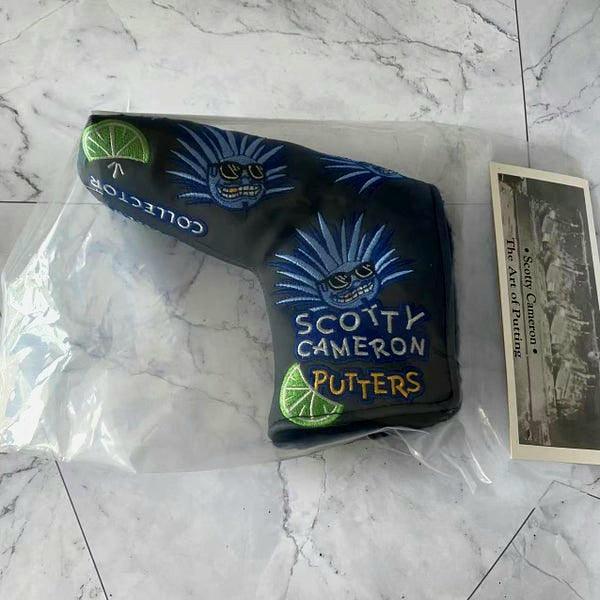 COLLECTOR
SCOTTY
CAMERON
PUTTERS
• Scotty Cameron •
The Art of Putting